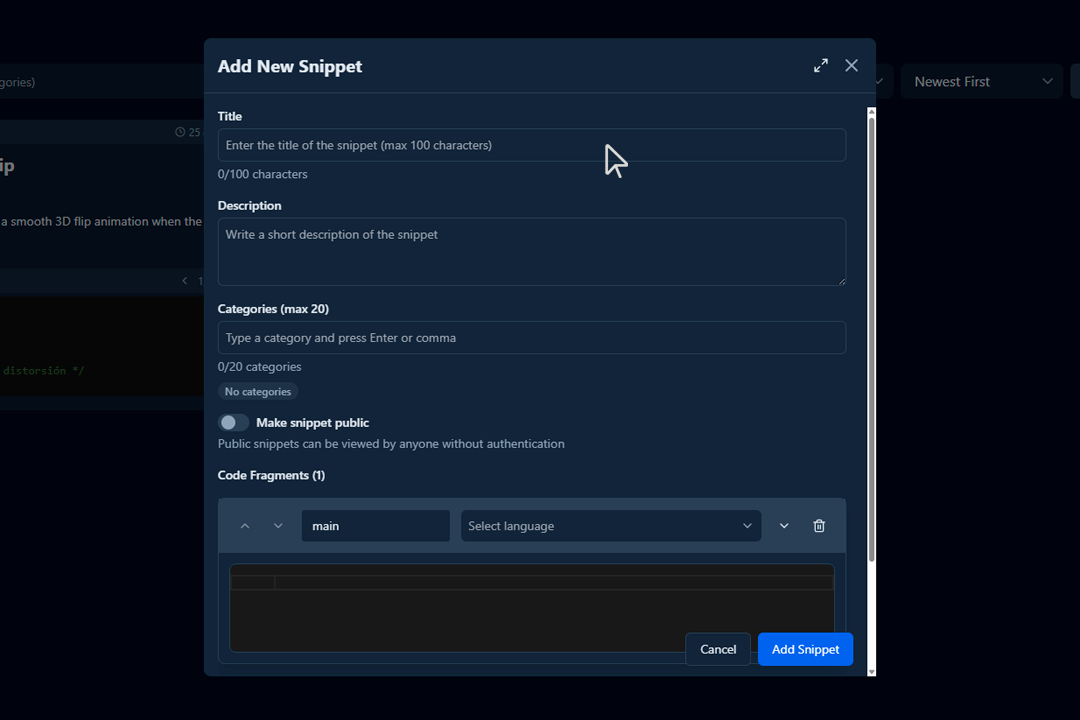 Add New Snippet
gories)
Newest First
Title
25
Enter the title of the snippet (max 100 characters)
ip
0/100 characters
Description
a smooth 3D flip animation when the
Write a short description of the snippet
1
Categories (max 20)
Type a category and press Enter or comma
0/20 categories
distorsión */
No categories
Make snippet public
Public snippets can be viewed by anyone without authentication
Code Fragments (1)
main
Select language
Cancel
Add Snippet